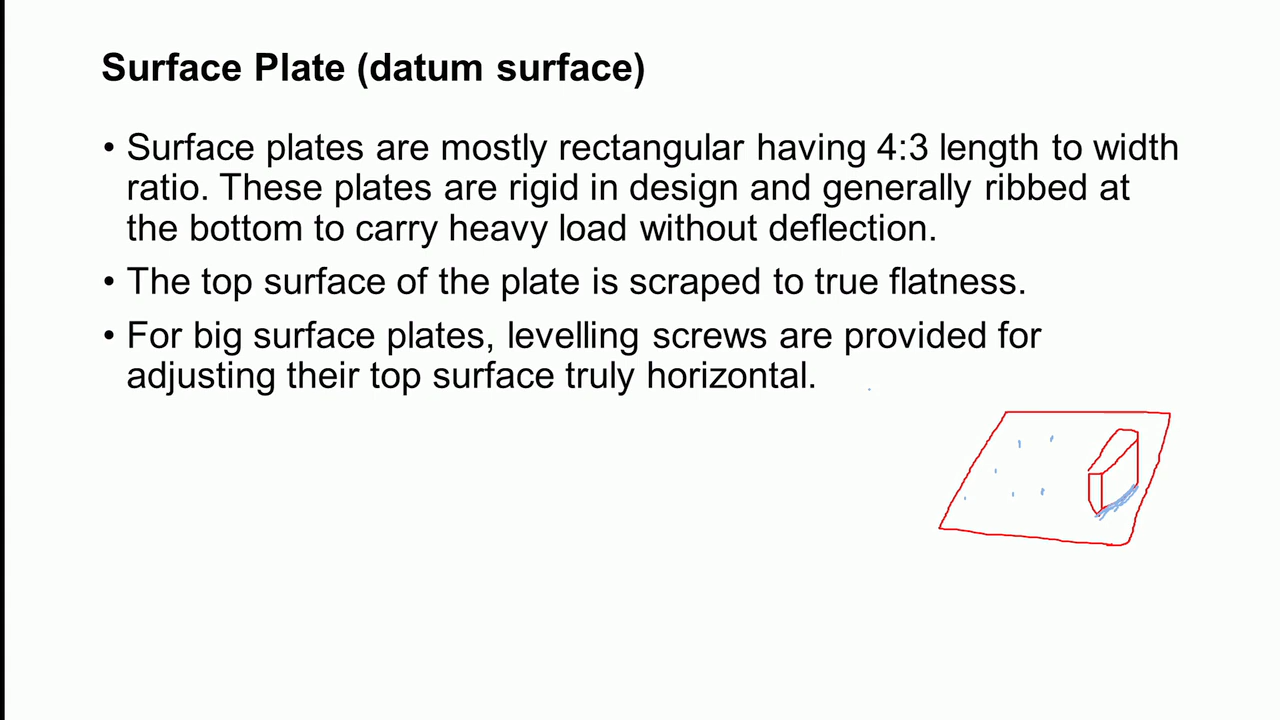 Surface Plate (datum surface)
• Surface plates are mostly rectangular having 4:3 length to width
ratio. These plates are rigid in design and generally ribbed at
the bottom to carry heavy load without deflection.
• The top surface of the plate is scraped to true flatness.
• For big surface plates, levelling screws are provided for
adjusting their top surface truly horizontal.